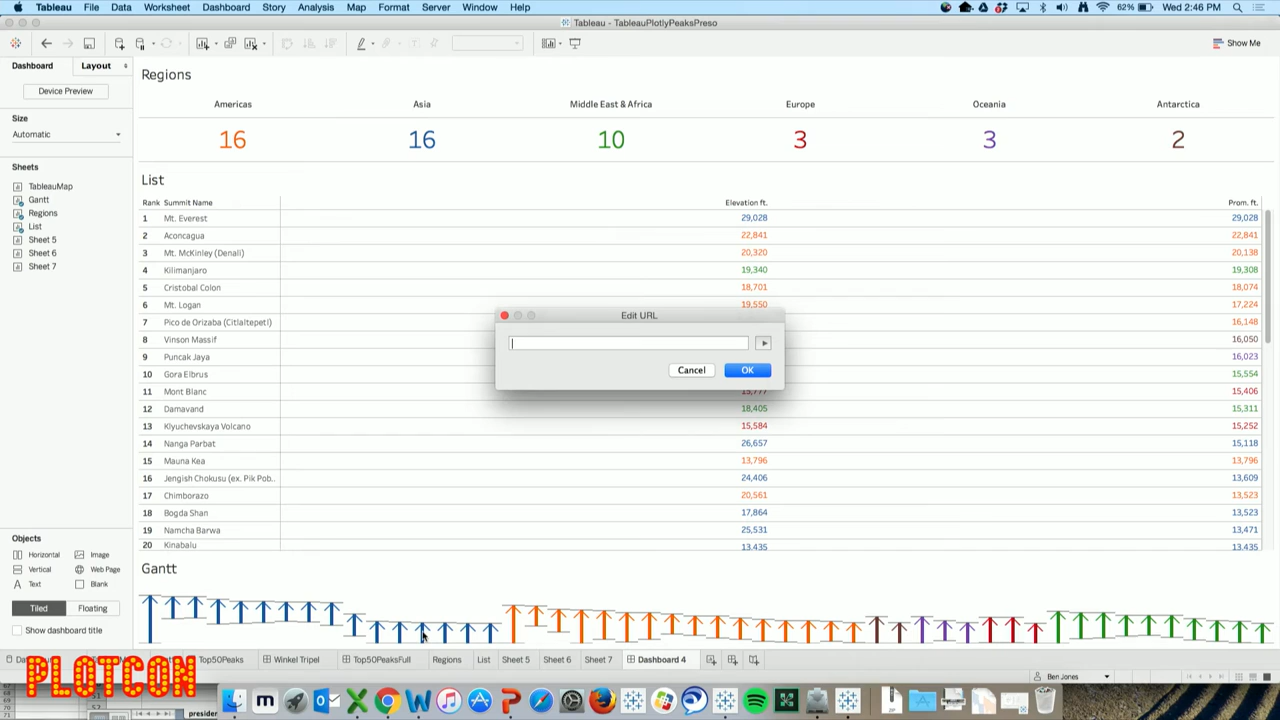 Tableau File Data Worksheet Dashboard Story Analysis Map Format Server Window Help 62% Wed 2:46 PM
Tableau - TableauPlotlyPeaksPreso
Show Me
Dashboard Layout
Device Preview
Size
Automatic
Sheets
TableauMap
Gantt
Regions
List
Sheet 5
Sheet 6
Sheet 7
Objects
Horizontal Image
Vertical Web Page
Text Blank
Tiled Floating
Show dashboard title
Regions
Americas Asia Middle East & Africa Europe Oceania Antarctica
16 16 10 3 3 2
List
Rank Summit Name Elevation ft. Prom. ft.
1 Mt. Everest 29,028 29,028
2 Aconcagua 22,841 22,841
3 Mt. McKinley (Denali) 20,320 20,138
4 Kilimanjaro 19,340 19,308
5 Cristobal Colon 18,701 18,074
6 Mt. Logan 19,550 17,224
7 Pico de Orizaba (Citlaltepetl) 16,148
8 Vinson Massif 16,050
9 Puncak Jaya 16,023
10 Gora Elbrus 15,554
11 Mont Blanc 15,777 15,406
12 Damavand 18,405 15,311
13 Klyuchevskaya Volcano 15,584 15,252
14 Nanga Parbat 26,657 15,118
15 Mauna Kea 13,796 13,796
16 Jengish Chokusu (ex. Pik Pob.. 24,406 13,609
17 Chimborazo 20,561 13,523
18 Bogda Shan 17,864 13,523
19 Namcha Barwa 25,531 13,471
20 Kinabalu 13,435 13,435
Edit URL
Cancel OK
Gantt
Top50Peaks Winkel Tripel Top50PeaksFull Regions List Sheet 5 Sheet 6 Sheet 7 Dashboard 4
PLOTCON
Ben Jones
presider